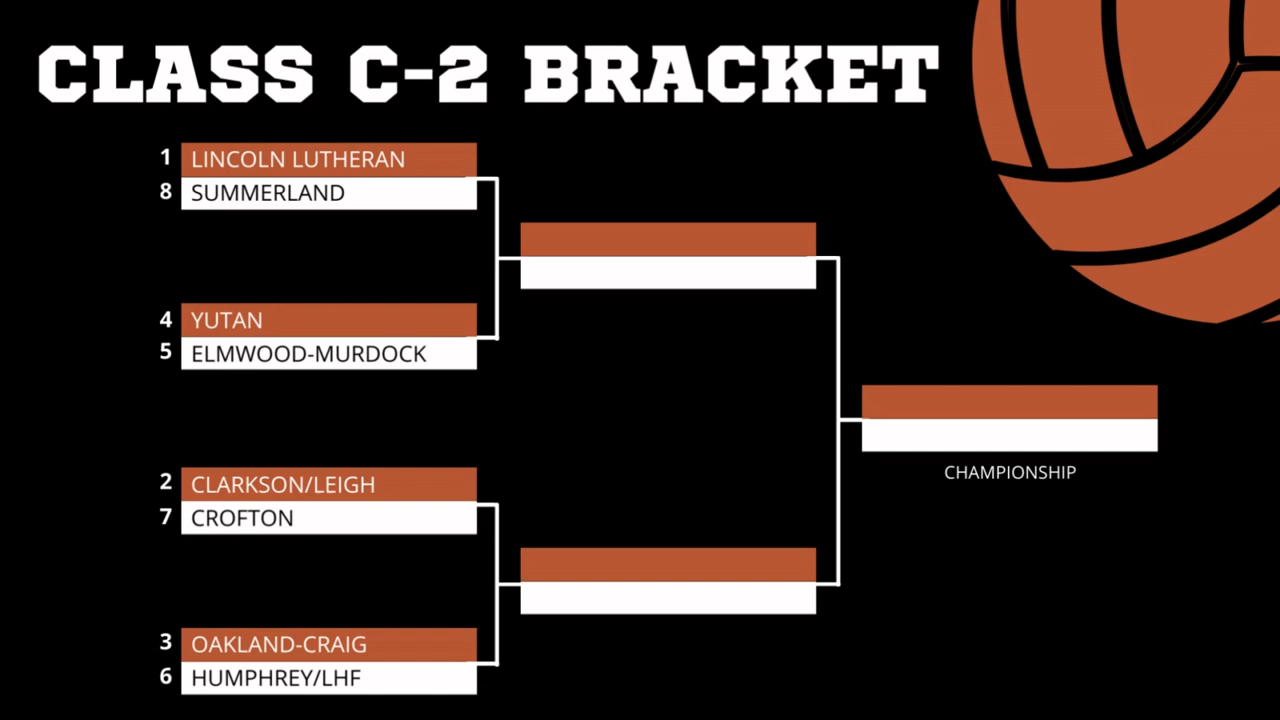 CLASS C-2 BRACKET
1 LINCOLN LUTHERAN
8 SUMMERLAND
4 YUTAN
5 ELMWOOD-MURDOCK
2 CLARKSON/LEIGH
7 CROFTON
3 OAKLAND-CRAIG
6 HUMPHREY/LHF
CHAMPIONSHIP